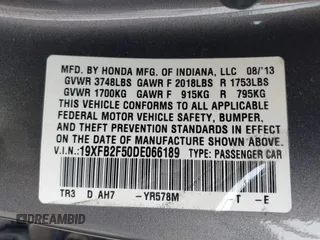 MFD. BY HONDA MFG. OF INDIANA, LLC 08/'13
GVWR 3748LBS GAWR F 2018LBS R 1753LBS
GVWR 1700KG GAWR F 915KG R 795KG
THIS VEHICLE CONFORMS TO ALL APPLICABLE
FEDERAL MOTOR VEHICLE SAFETY, BUMPER,
AND THEFT PREVENTION STANDARDS IN EFFECT
ON THE DATE OF MANUFACTURE SHOWN ABOVE.
V.I.N.: 19XFB2F50DE066189 TYPE: PASSENGER CAR
TR3 D AH7 - YR578M T - E
© DREAMBID